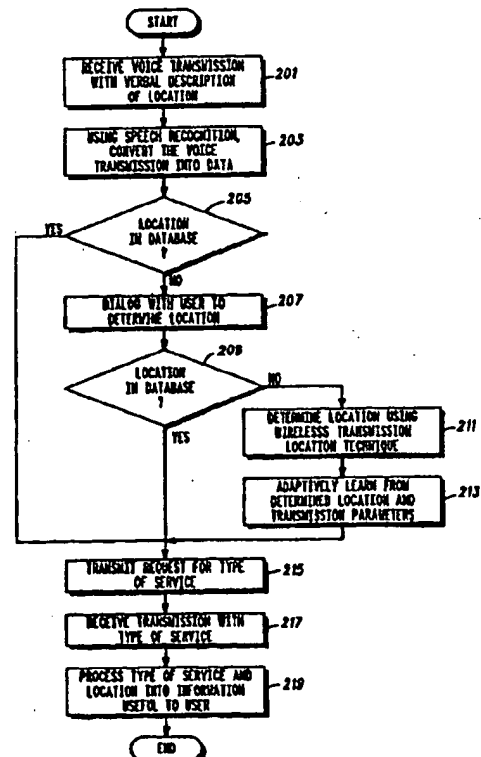 START
RECEIVE VOICE TRANSMISSION
WITH VERBAL DESCRIPTION
OF LOCATION
201
USING SPEECH RECOGNITION,
CONVERT THE VOICE
TRANSMISSION INTO DATA
203
205
YES
LOCATION
IN DATABASE
?
NO
DIALOG WITH USER TO
DETERMINE LOCATION
207
209
LOCATION
IN DATABASE
?
NO
YES
DETERMINE LOCATION USING
WIRELESSS TRANSMISSION
LOCATION TECHNIQUE
211
ADAPTIVELY LEARN FROM
DETERMINED LOCATION AND
TRANSMISSION PARAMETERS
213
TRANSMIT REQUEST FOR TYPE
OF SERVICE
215
RECEIVE TRANSMISSION WITH
TYPE OF SERVICE
217
PROCESS TYPE OF SERVICE AND
LOCATION INTO INFORMATION
USEFUL TO USER
219
END